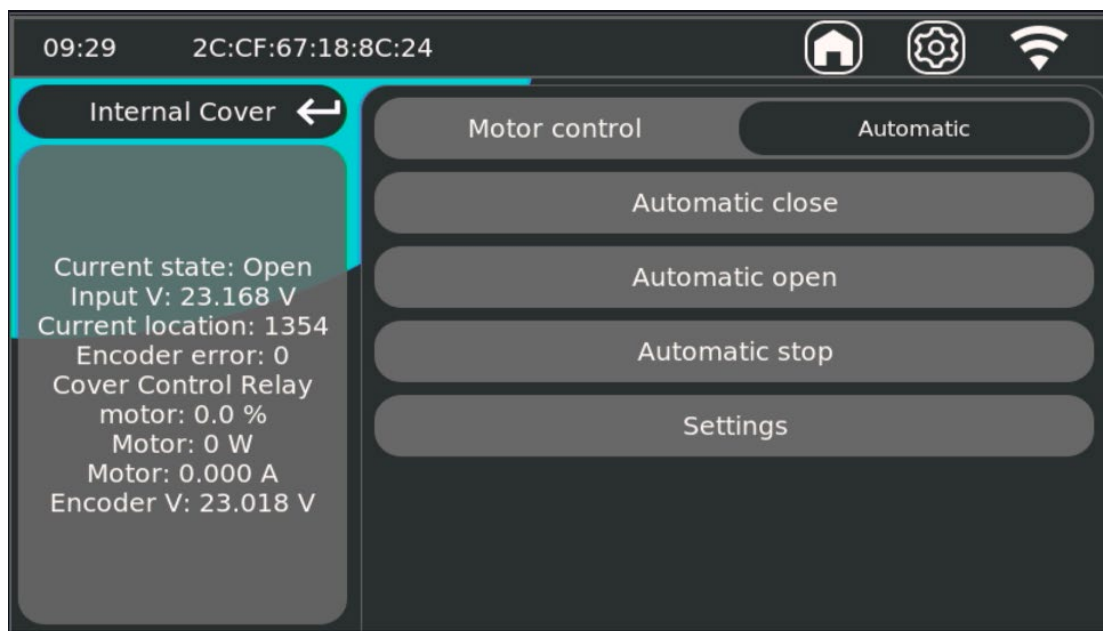 09:29 2C:CF:67:18:8C:24
Internal Cover
Current state: Open
Input V: 23.168 V
Current location: 1354
Encoder error: 0
Cover Control Relay
motor: 0.0 %
Motor: 0 W
Motor: 0.000 A
Encoder V: 23.018 V
Motor control Automatic
Automatic close
Automatic open
Automatic stop
Settings